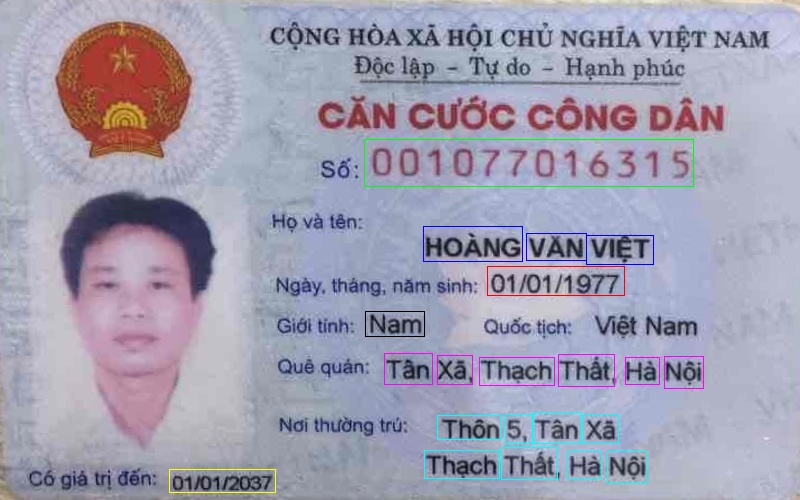 CỘNG HÒA XÃ HỘI CHỦ NGHĨA VIỆT NAM
Độc lập - Tự do - Hạnh phúc
CĂN CƯỚC CÔNG DÂN
Số: 001077016315
Họ và tên:
HOÀNG VĂN VIỆT
Ngày, tháng, năm sinh: 01/01/1977
Giới tính: Nam Quốc tịch: Việt Nam
Quê quán: Tân Xã, Thạch Thất, Hà Nội
Nơi thường trú: Thôn 5, Tân Xã
Thạch Thất, Hà Nội
Có giá trị đến: 01/01/2037